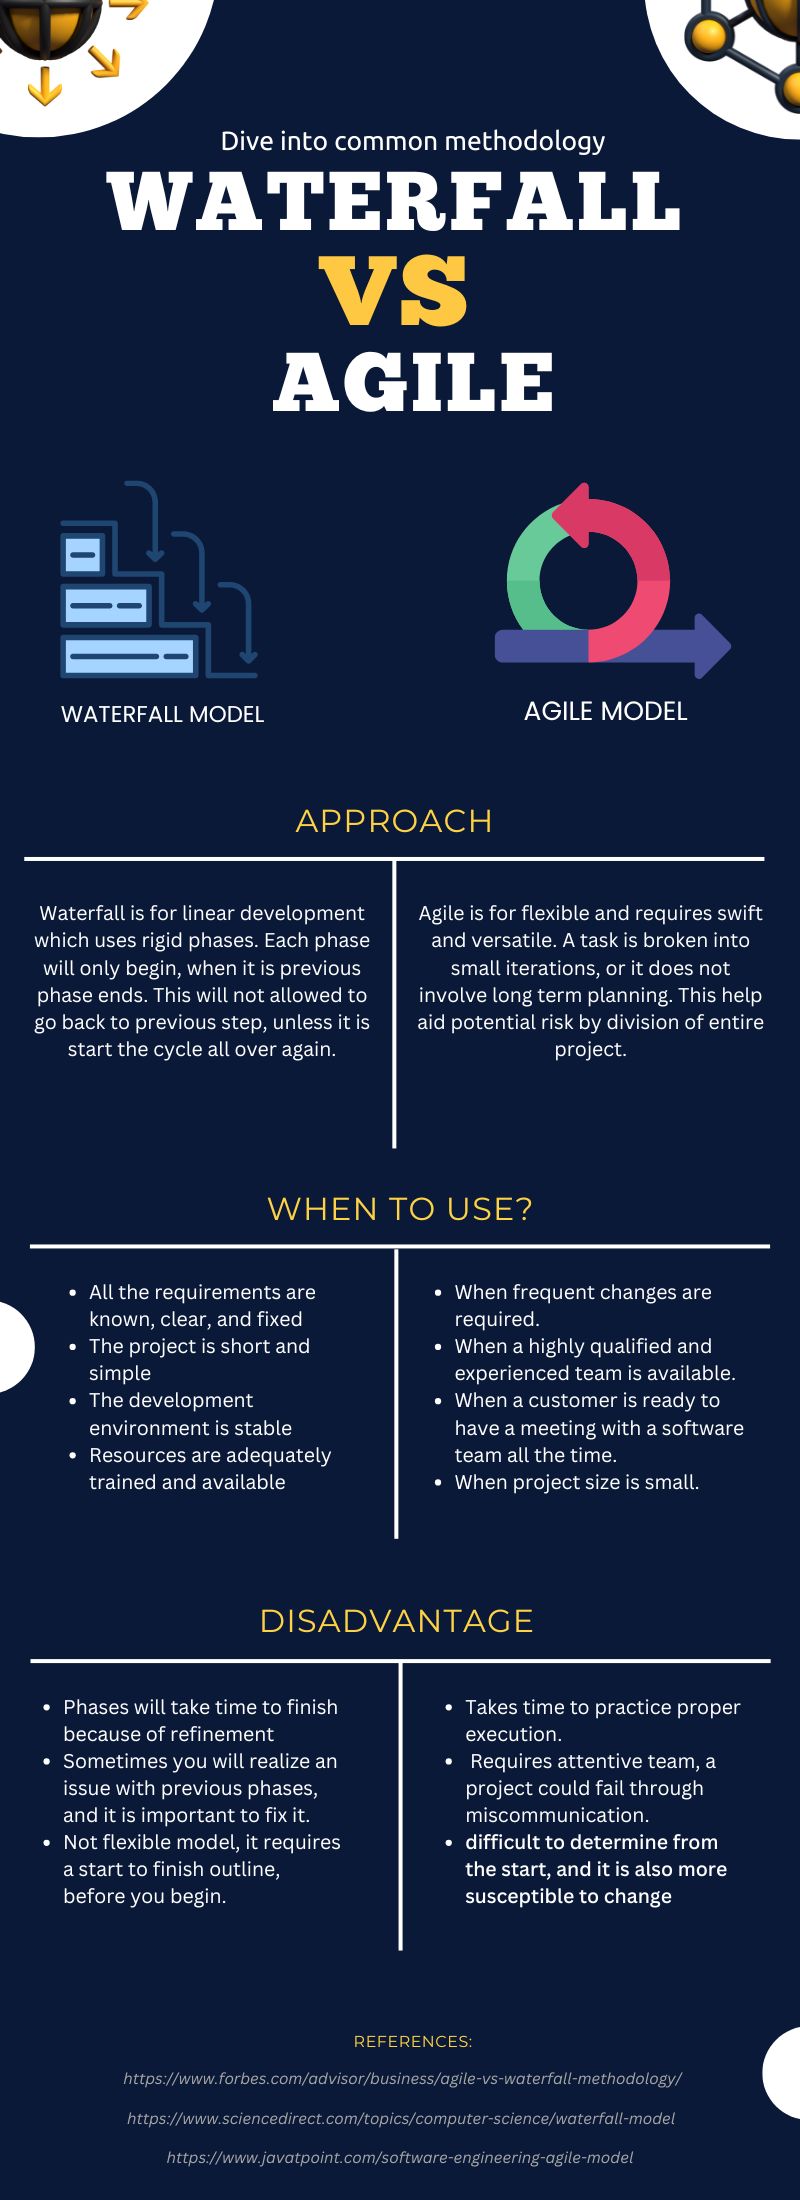 Dive into common methodology
WATERFALL
VS
AGILE
WATERFALL MODEL
AGILE MODEL
APPROACH
Waterfall is for linear development
which uses rigid phases. Each phase
will only begin, when it is previous
phase ends. This will not allowed to
go back to previous step, unless it is
start the cycle all over again.
Agile is for flexible and requires swift
and versatile. A task is broken into
small iterations, or it does not
involve long term planning. This help
aid potential risk by division of entire
project.
WHEN TO USE?
• All the requirements are
known, clear, and fixed
• The project is short and
simple
• The development
environment is stable
• Resources are adequately
trained and available
• When frequent changes are
required.
• When a highly qualified and
experienced team is available.
• When a customer is ready to
have a meeting with a software
team all the time.
• When project size is small.
DISADVANTAGE
• Phases will take time to finish
because of refinement
• Sometimes you will realize an
issue with previous phases,
and it is important to fix it.
• Not flexible model, it requires
a start to finish outline,
before you begin.
• Takes time to practice proper
execution.
• Requires attentive team, a
project could fail through
miscommunication.
• difficult to determine from
the start, and it is also more
susceptible to change
REFERENCES:
https://www.forbes.com/advisor/business/agile-vs-waterfall-methodology/
https://www.sciencedirect.com/topics/computer-science/waterfall-model
https://www.javatpoint.com/software-engineering-agile-model